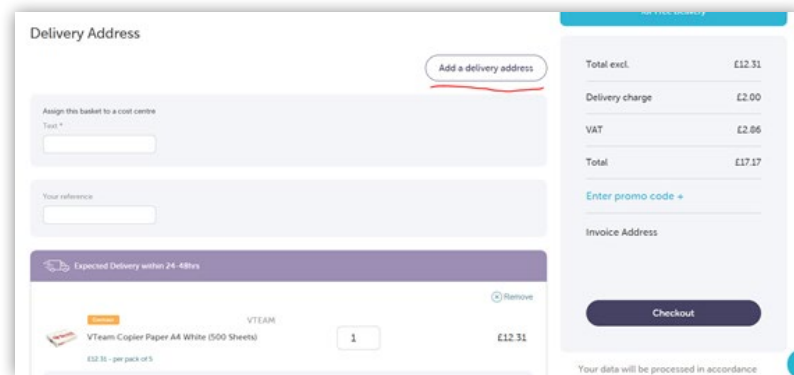 for Free Delivery
Delivery Address
Add a delivery address
Assign this basket to a cost centre
Text *
Your reference
Expected Delivery within 24-48hrs
Remove
VTEAM
VTeam Copier Paper A4 White (500 Sheets)
1
£12.31
£12.31 - per pack of 5
Total excl. £12.31
Delivery charge £2.00
VAT £2.86
Total £17.17
Enter promo code +
Invoice Address
Checkout
Your data will be processed in accordance